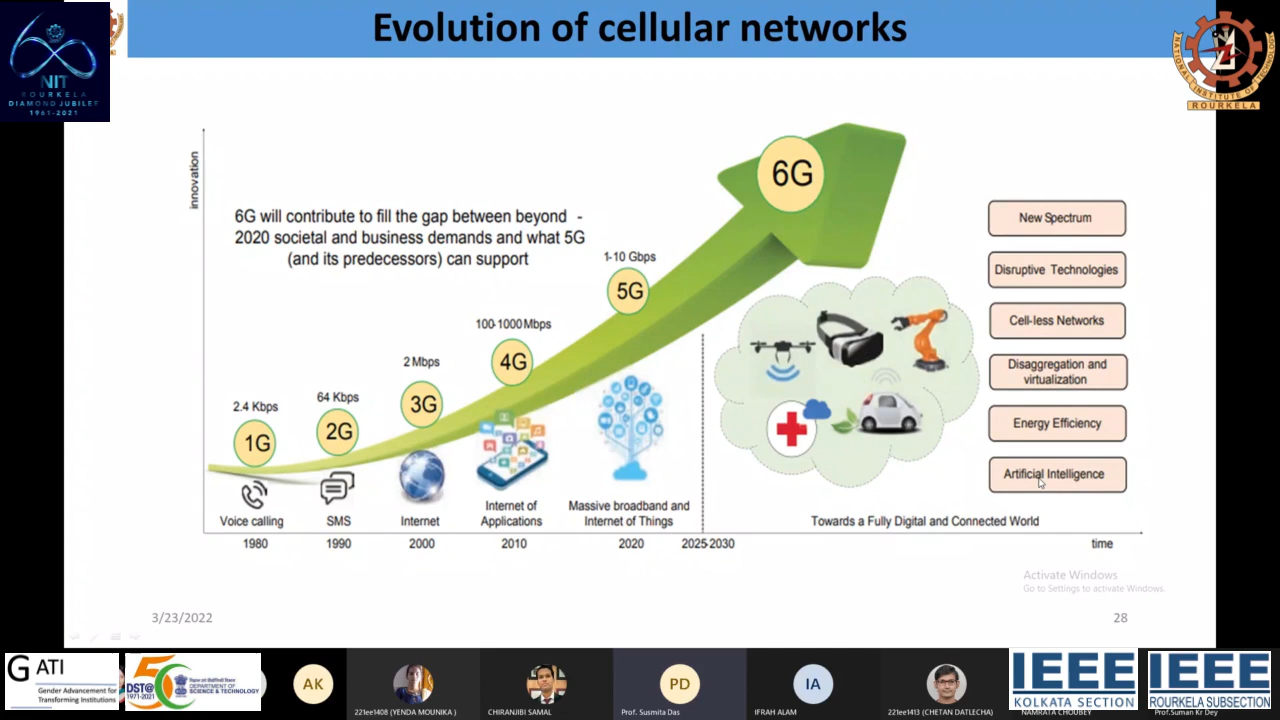 Evolution of cellular networks
NIT
ROURKELA
DIAMOND JUBILEE
1961-2021
NATIONAL INSTITUTE OF TECHNOLOGY
ROURKELA
innovation
6G
6G will contribute to fill the gap between beyond -
2020 societal and business demands and what 5G
(and its predecessors) can support
1-10 Gbps
5G
100-1000 Mbps
4G
2 Mbps
3G
64 Kbps
2G
2.4 Kbps
1G
New Spectrum
Disruptive Technologies
Cell-less Networks
Disaggregation and
virtualization
Energy Efficiency
Artificial Intelligence
Voice calling
SMS
Internet
Internet of
Applications
Massive broadband and
Internet of Things
Towards a Fully Digital and Connected World
1980
1990
2000
2010
2020
2025-2030
time
Activate Windows
Go to Settings to activate Windows.
3/23/2022
28
GATI
Gender Advancement for
Transforming Institutions
50
DST@
1971-2021
DEPARTMENT OF
SCIENCE & TECHNOLOGY
AK
221ee1408 (YENDA MOUNIKA )
CHIRANJIBI SAMAL
PD
Prof. Susmita Das
IA
IFRAH ALAM
221ee1413 (CHETAN DATLECHA)
IEEE
KOLKATA SECTION
NAMRATA CHOUBEY
IEEE
ROURKELA SUBSECTION
Prof.Suman Kr Dey